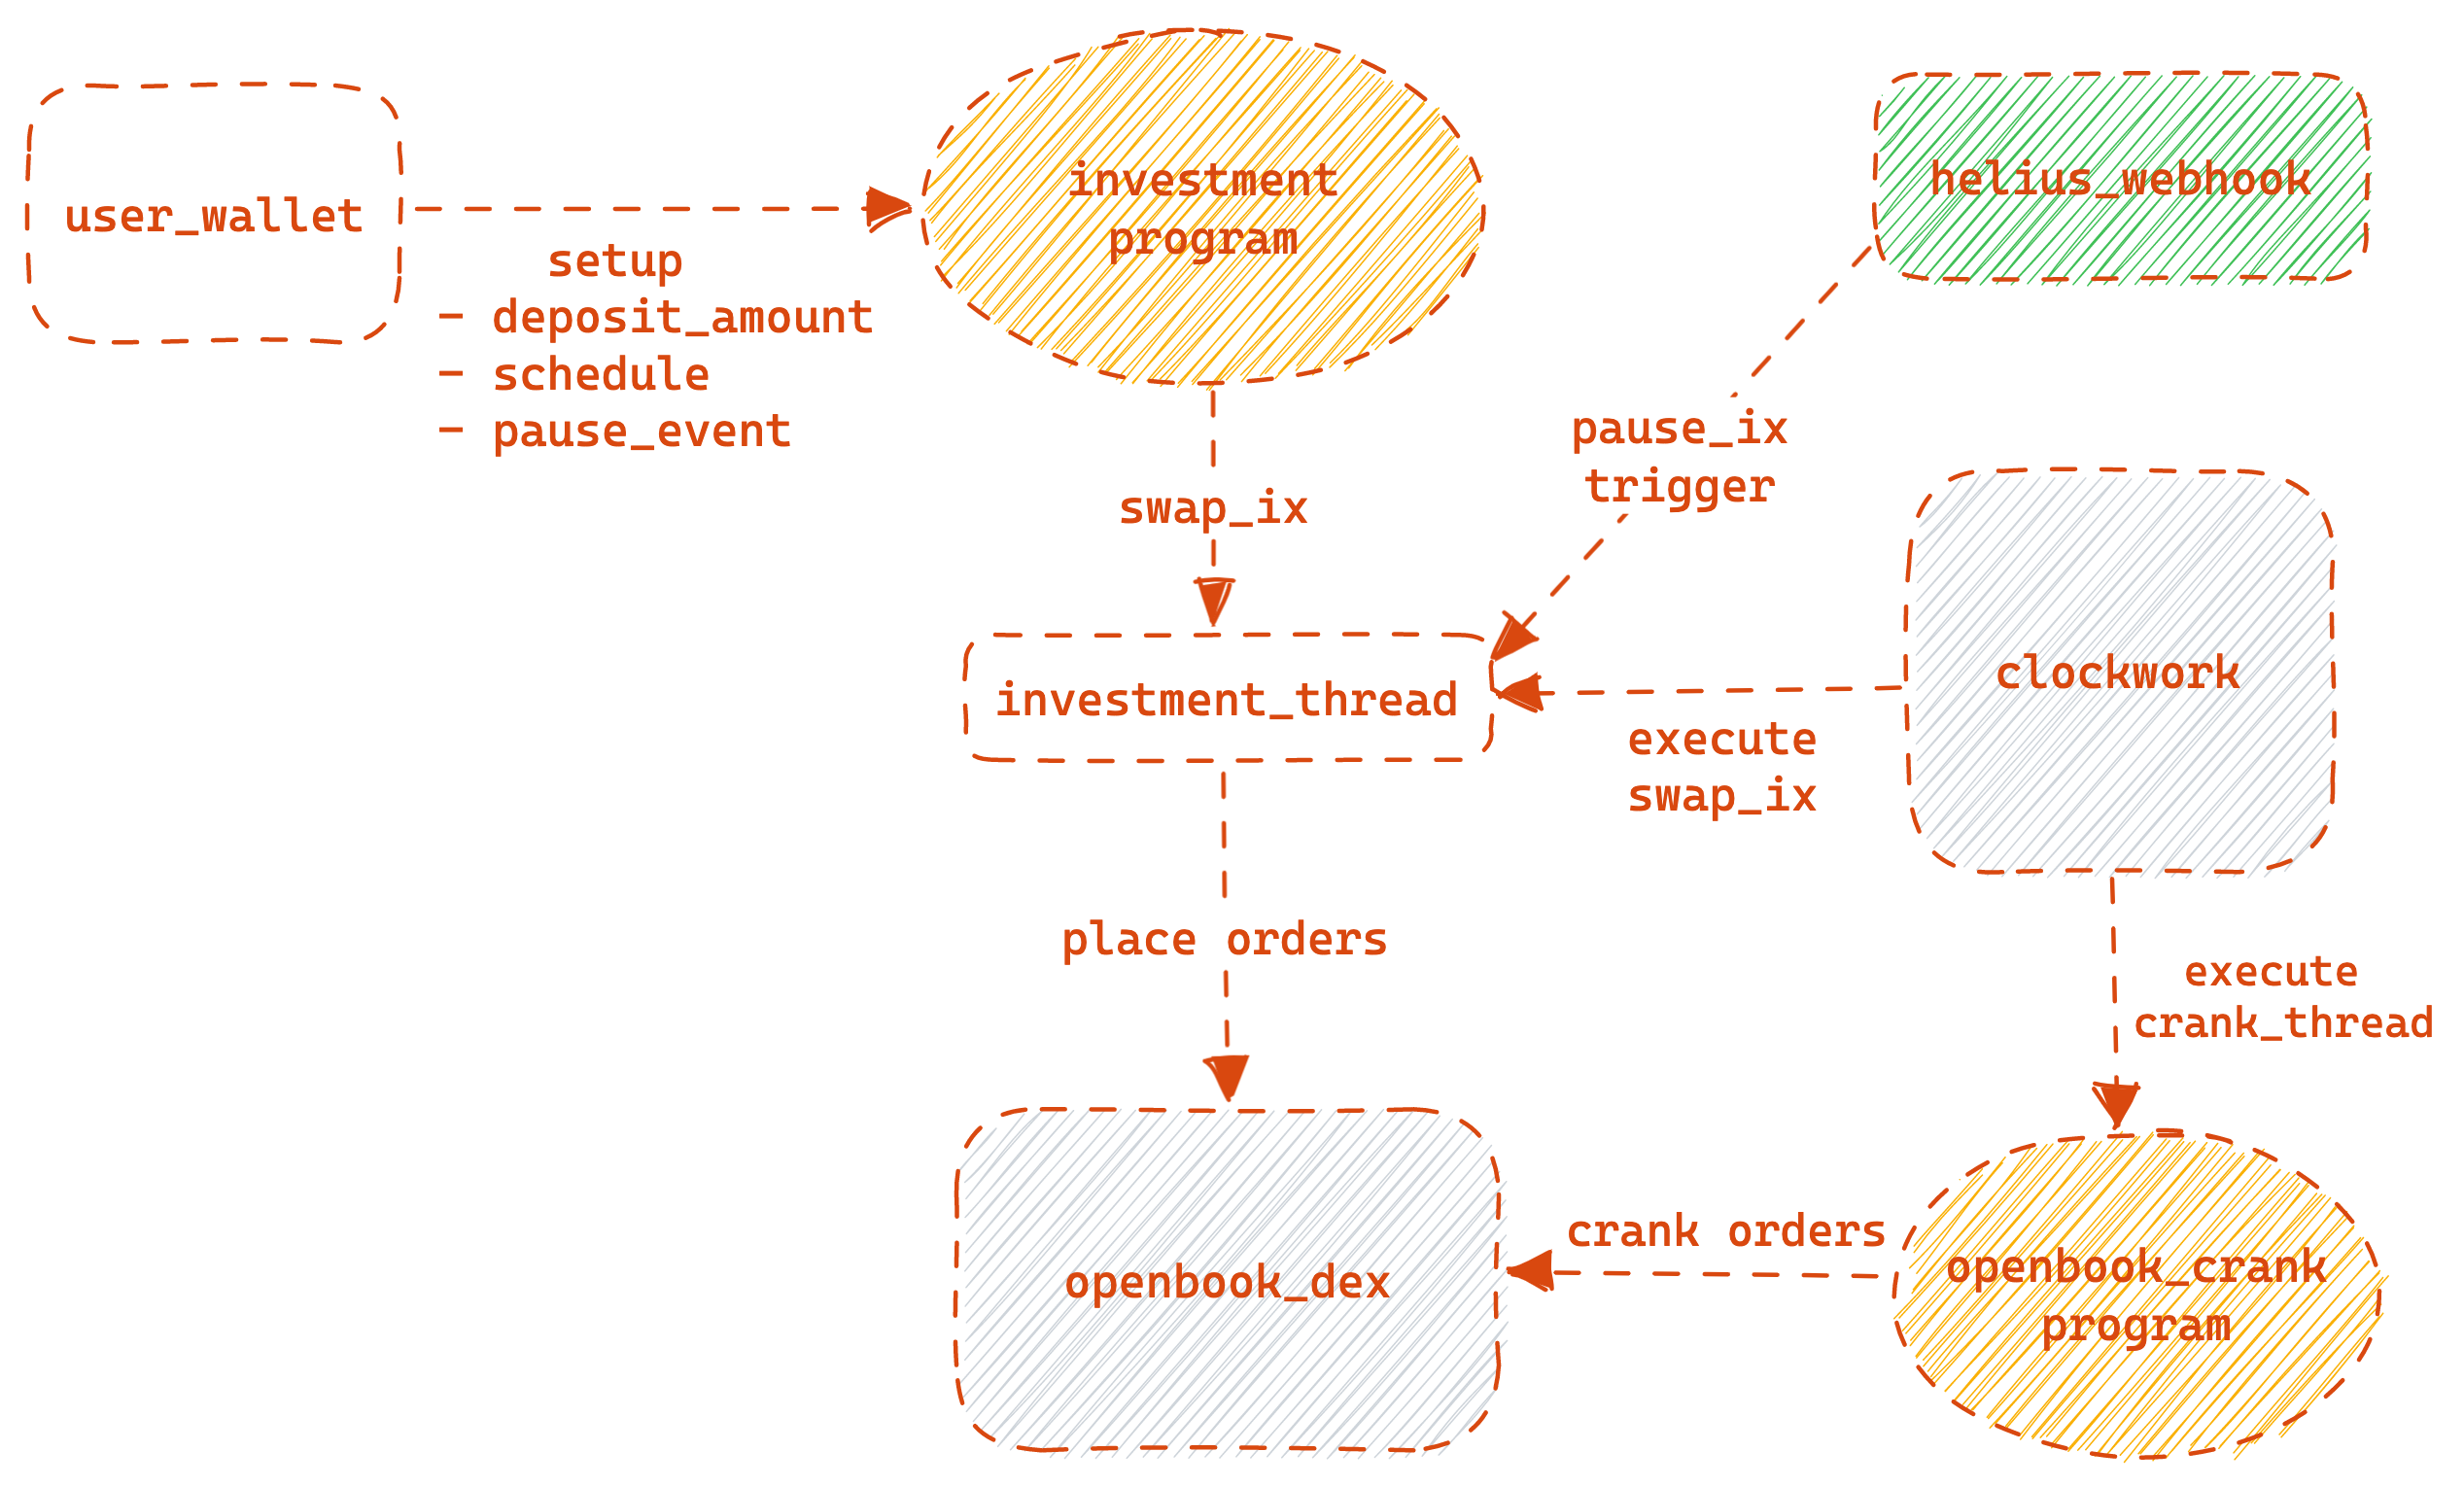 user_wallet
setup
- deposit_amount
- schedule
- pause_event
investment
program
helius_webhook
swap_ix
pause_ix
trigger
investment_thread
clockwork
execute
swap_ix
place orders
execute
crank_thread
openbook_dex
crank orders
openbook_crank
program